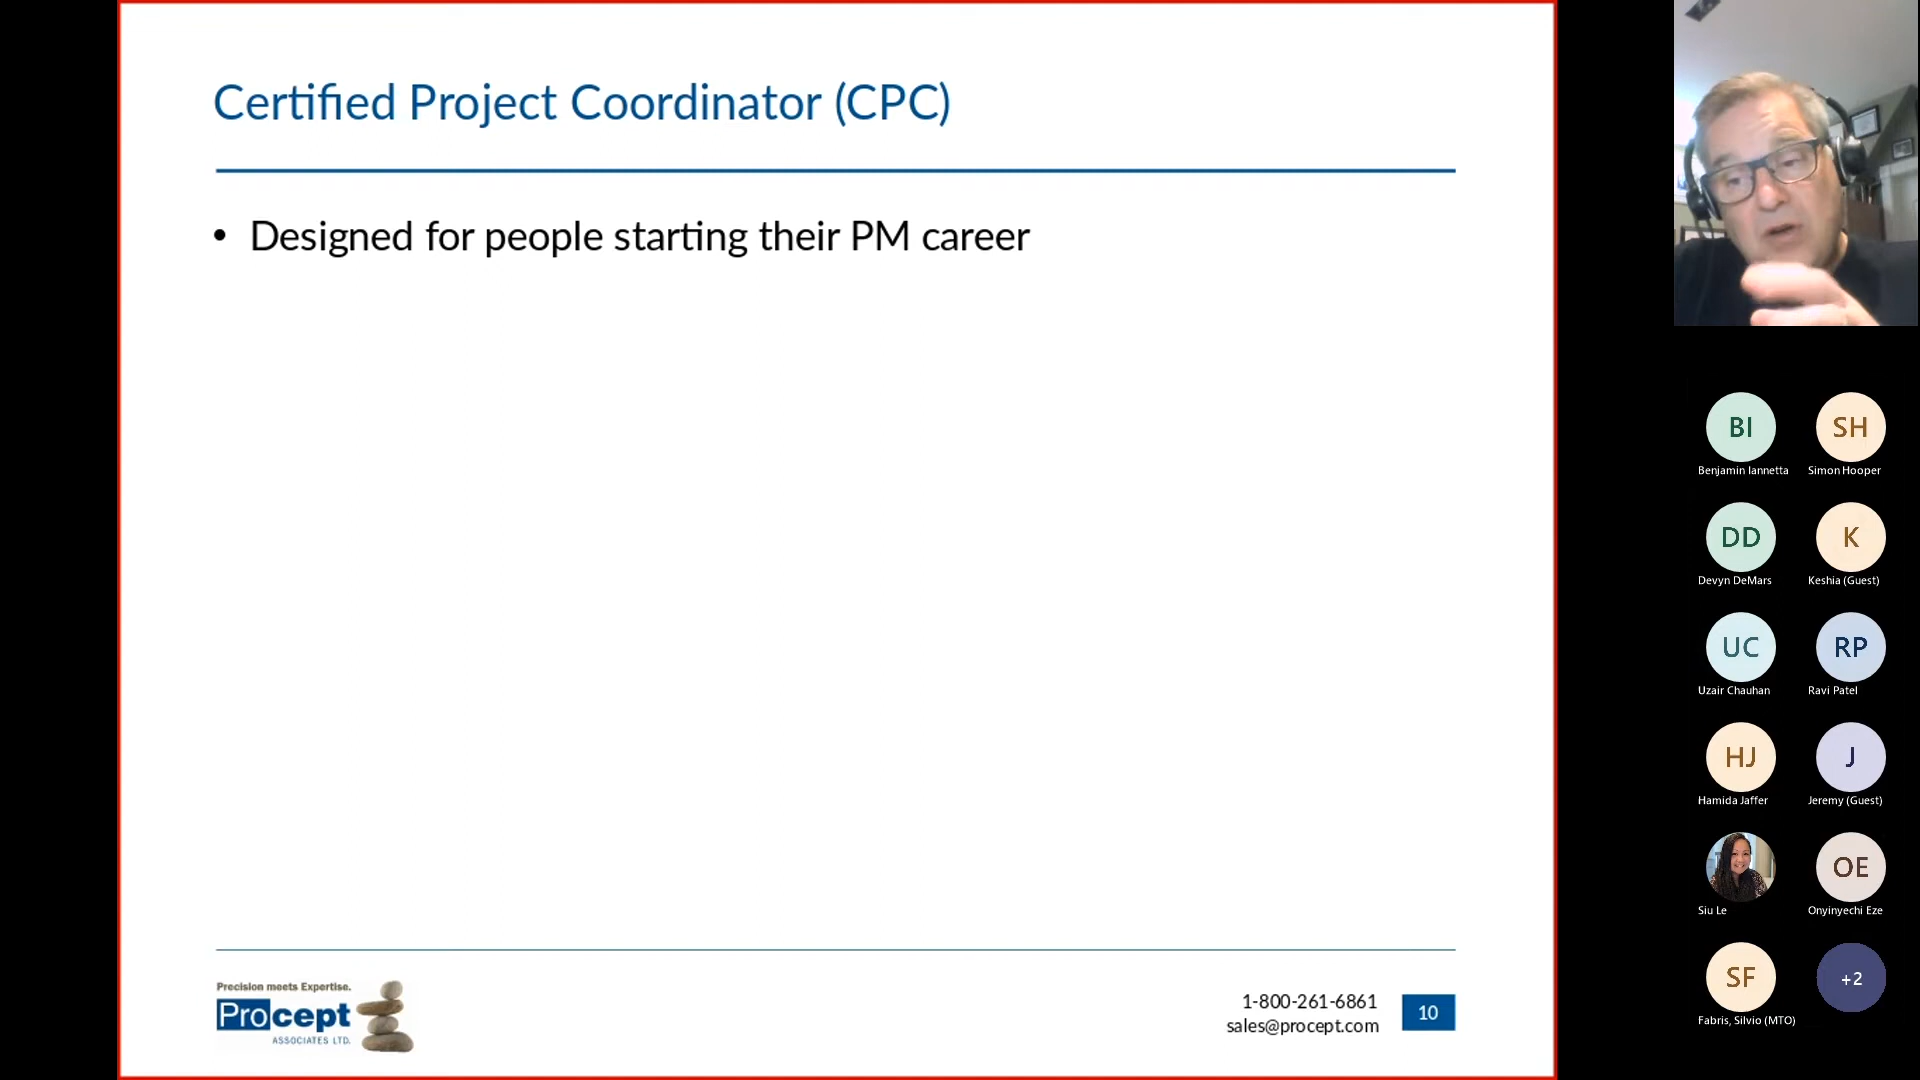 Certified Project Coordinator (CPC)
• Designed for people starting their PM career
Precision meets Expertise.
Procept
ASSOCIATES LTD.
1-800-261-6861
sales@procept.com
10
BI
Benjamin Iannetta
SH
Simon Hooper
DD
Devyn DeMars
K
Keshia (Guest)
UC
Uzair Chauhan
RP
Ravi Patel
HJ
Hamida Jaffer
J
Jeremy (Guest)
Siu Le
OE
Onyinyechi Eze
SF
Fabris, Silvio (MTO)
+2